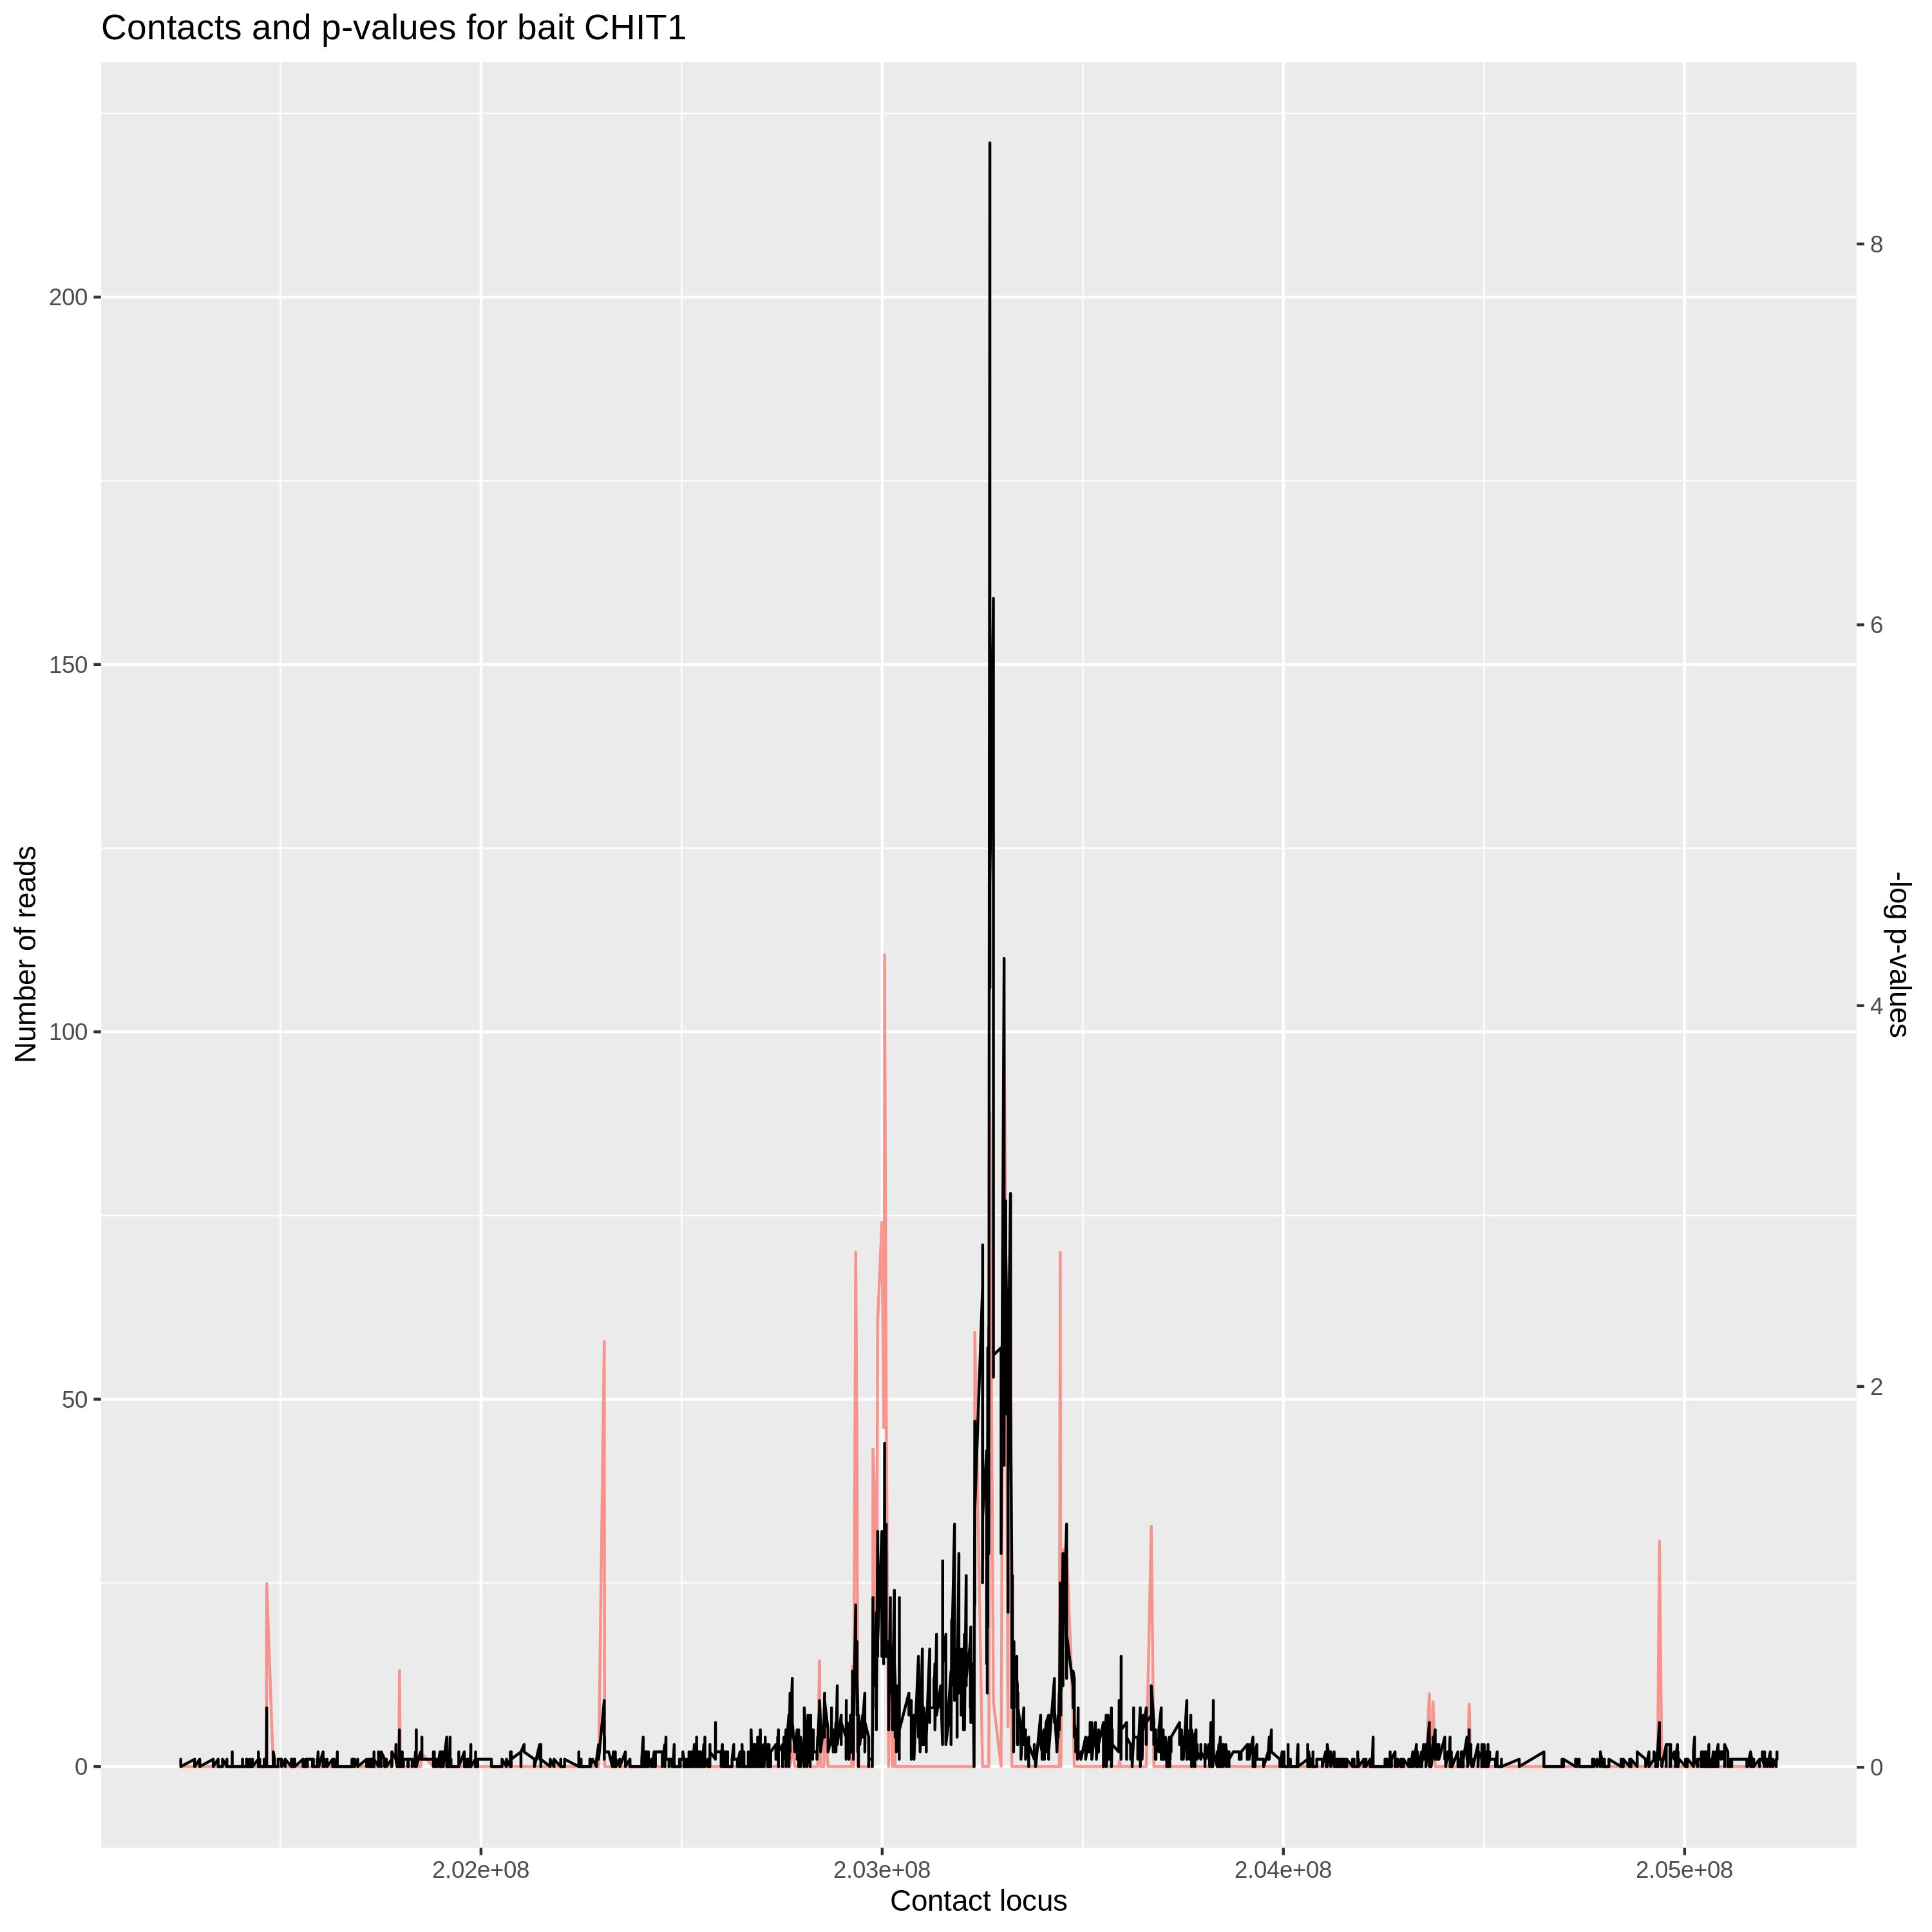 Contacts and p-values for bait CHIT1
Number of reads
200
150
100
50
0
8
6
4
2
0
-log p-values
2.02e+08
2.03e+08
2.04e+08
2.05e+08
Contact locus